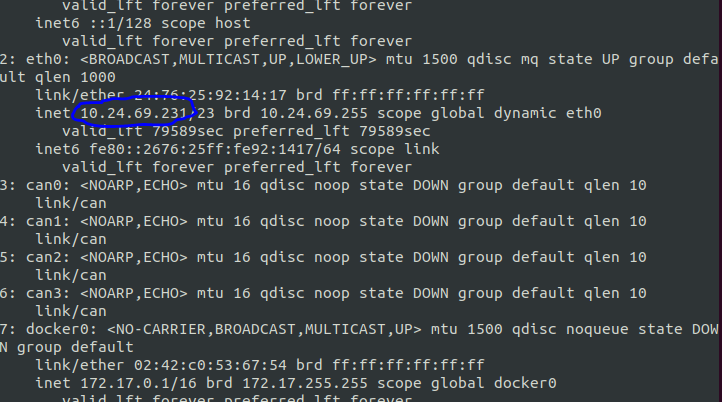 valid_lft forever preferred_lft forever
inet6 ::1/128 scope host
valid_lft forever preferred_lft forever
2: eth0: <BROADCAST,MULTICAST,UP,LOWER_UP> mtu 1500 qdisc mq state UP group defa
ult qlen 1000
link/ether 24:76:25:92:14:17 brd ff:ff:ff:ff:ff:ff
inet 10.24.69.231/23 brd 10.24.69.255 scope global dynamic eth0
valid_lft 79589sec preferred_lft 79589sec
inet6 fe80::2676:25ff:fe92:1417/64 scope link
valid_lft forever preferred_lft forever
3: can0: <NOARP,ECHO> mtu 16 qdisc noop state DOWN group default qlen 10
link/can
4: can1: <NOARP,ECHO> mtu 16 qdisc noop state DOWN group default qlen 10
link/can
5: can2: <NOARP,ECHO> mtu 16 qdisc noop state DOWN group default qlen 10
link/can
6: can3: <NOARP,ECHO> mtu 16 qdisc noop state DOWN group default qlen 10
link/can
7: docker0: <NO-CARRIER,BROADCAST,MULTICAST,UP> mtu 1500 qdisc noqueue state DOW
N group default
link/ether 02:42:c0:53:67:54 brd ff:ff:ff:ff:ff:ff
inet 172.17.0.1/16 brd 172.17.255.255 scope global docker0
valid_lft forever preferred_lft forever